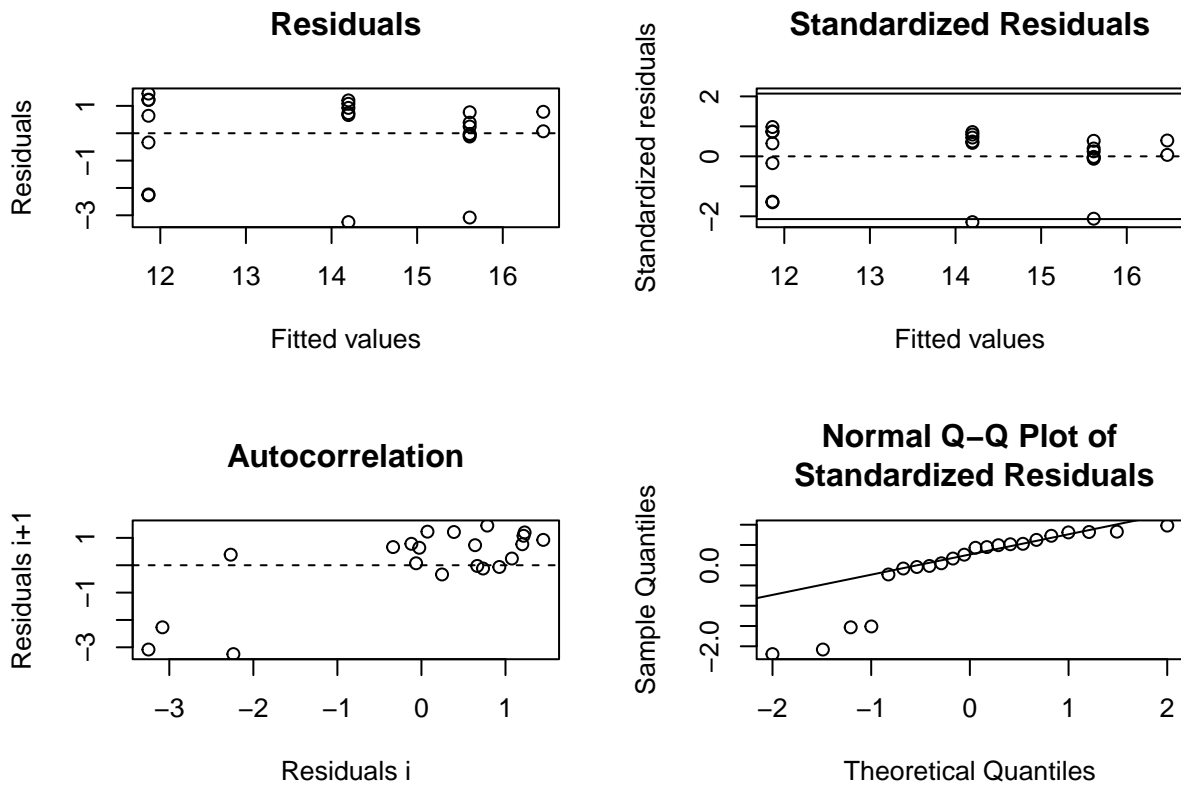 Residuals
Residuals
1
−1
−3
12
13
14
15
16
Fitted values
Standardized Residuals
Standardized residuals
2
0
−2
12
13
14
15
16
Fitted values
Autocorrelation
Residuals i+1
1
−1
−3
−3
−2
−1
0
1
Residuals i
Normal Q−Q Plot of
Standardized Residuals
Sample Quantiles
0.0
−2.0
−2
−1
0
1
2
Theoretical Quantiles